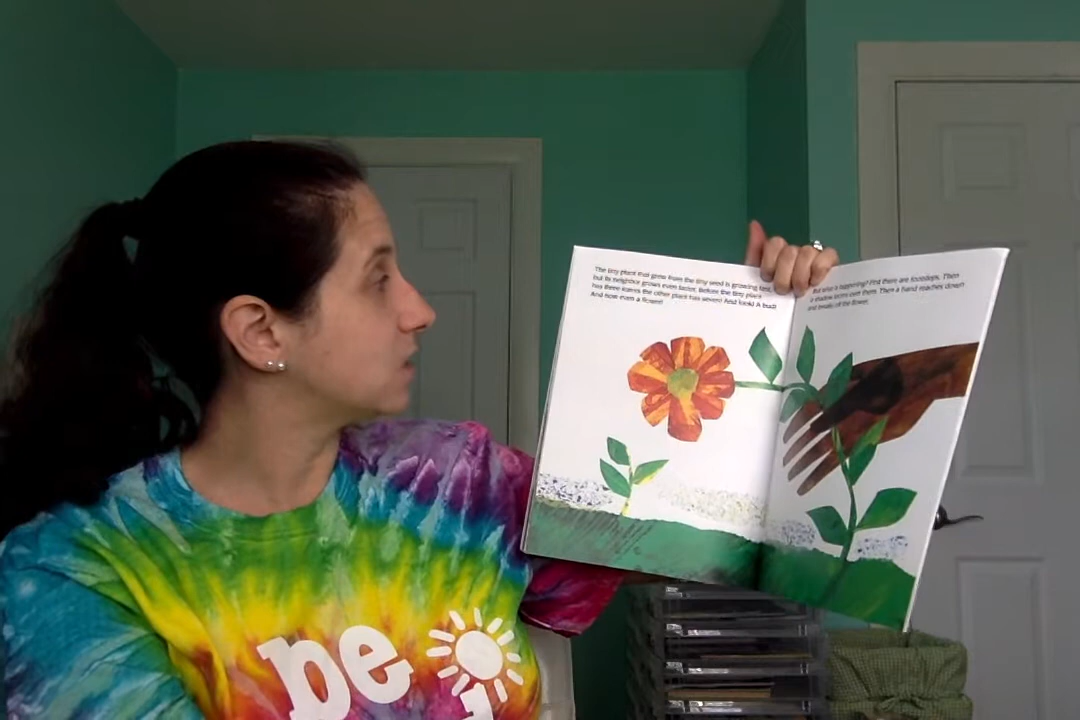 The tiny plant that grew from the tiny seed is growing fast,
but its neighbour grows even faster. Before the tiny plant
has three leaves the other plant has seven! And look! A bud!
And now even a flower!
But what is happening? First there are footsteps. Then
a shadow looms over them. Then a hand reaches down
and breaks off the flower.
be